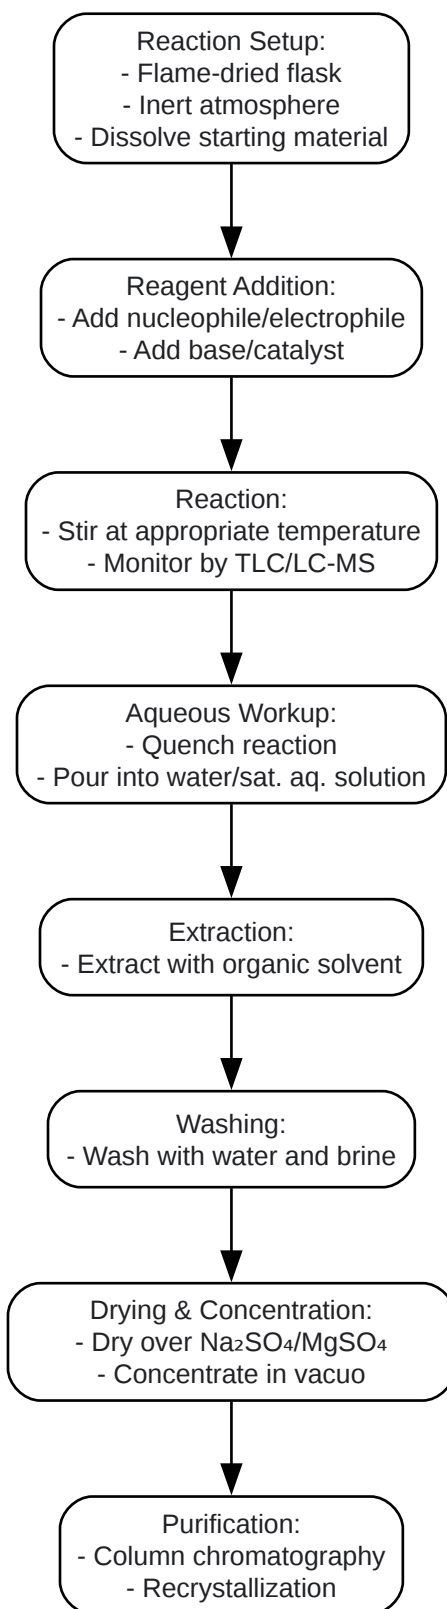 Reaction Setup:
- Flame-dried flask
- Inert atmosphere
- Dissolve starting material
Reagent Addition:
- Add nucleophile/electrophile
- Add base/catalyst
Reaction:
- Stir at appropriate temperature
- Monitor by TLC/LC-MS
Aqueous Workup:
- Quench reaction
- Pour into water/sat. aq. solution
Extraction:
- Extract with organic solvent
Washing:
- Wash with water and brine
Drying & Concentration:
- Dry over Na₂SO₄/MgSO₄
- Concentrate in vacuo
Purification:
- Column chromatography
- Recrystallization